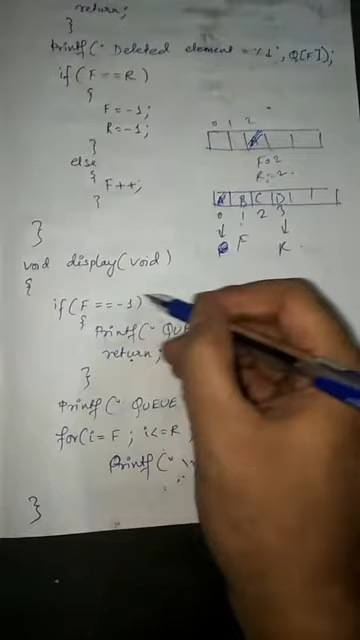 return;
}
printf(" Deleted element = %d", Q[F]);
if (F == R)
{
F = -1;
R = -1;
}
else
{
F++;
}
}
0 1 2
A
F=2
R=2
A B C D
0 1 2 3
F R
void display(void)
{
if (F == -1)
{ printf(" QUE
return;
}
printf(" QUEUE
for(i = F ; i <= R ;
printf(" \
}